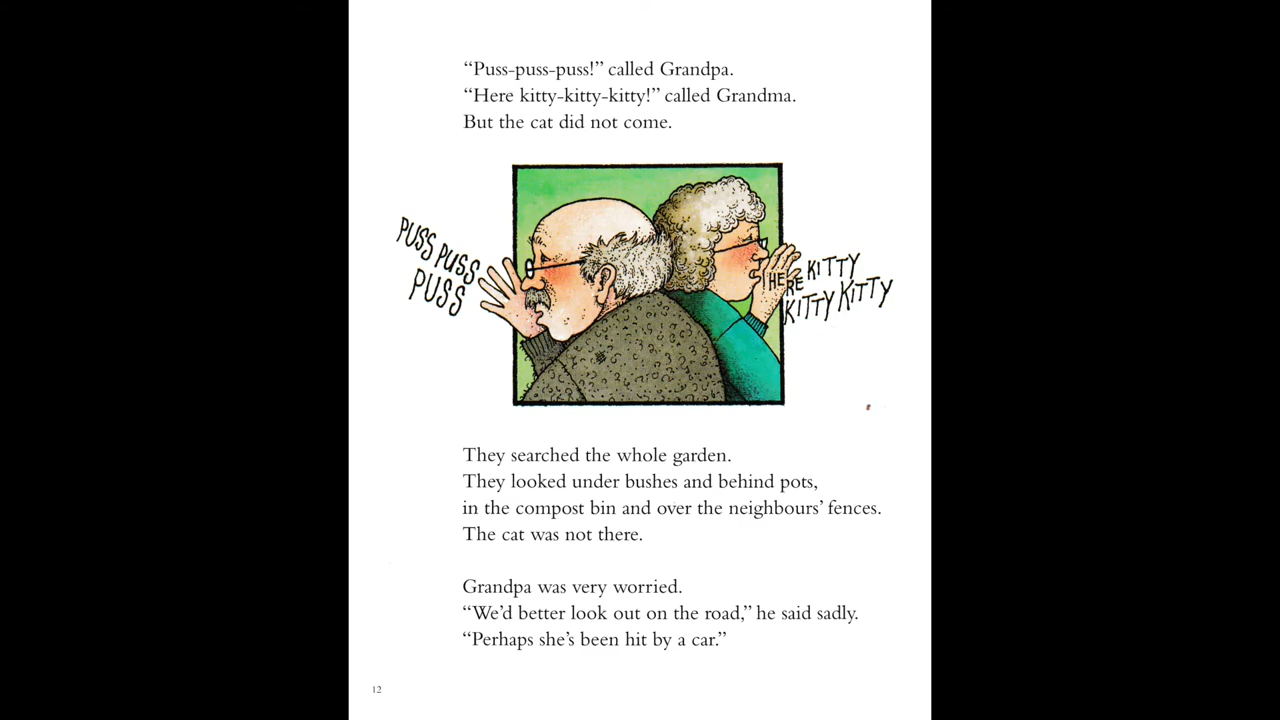 “Puss-puss-puss!” called Grandpa.
“Here kitty-kitty-kitty!” called Grandma.
But the cat did not come.
PUSS PUSS
PUSS
HERE KITTY
KITTY KITTY
They searched the whole garden.
They looked under bushes and behind pots,
in the compost bin and over the neighbours’ fences.
The cat was not there.
Grandpa was very worried.
“We’d better look out on the road,” he said sadly.
“Perhaps she’s been hit by a car.”
12